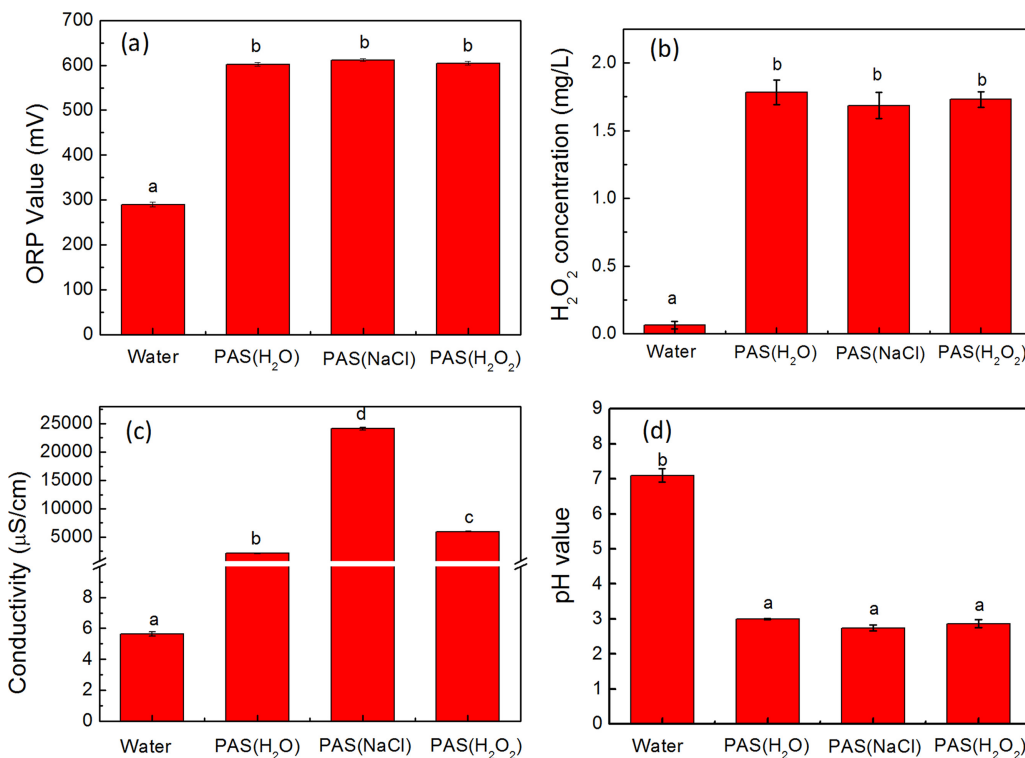 (a)
ORP Value (mV)
700
600
500
400
300
200
100
0
a
b
b
b
Water PAS(H₂O) PAS(NaCl) PAS(H₂O₂)
(b)
H₂O₂ concentration (mg/L)
2.0
1.5
1.0
0.5
0.0
a
b
b
b
Water PAS(H₂O) PAS(NaCl) PAS(H₂O₂)
(c)
Conductivity (μS/cm)
25000
20000
15000
10000
5000
8
6
4
2
0
a
b
d
c
Water PAS(H₂O) PAS(NaCl) PAS(H₂O₂)
(d)
pH value
9
8
7
6
5
4
3
2
1
0
b
a
a
a
Water PAS(H₂O) PAS(NaCl) PAS(H₂O₂)